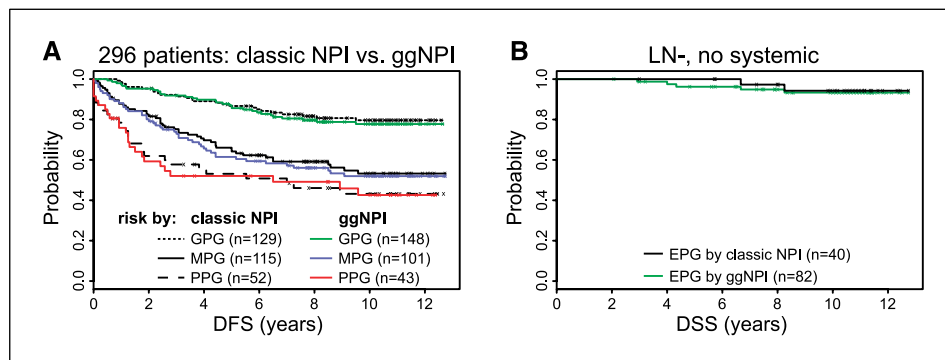 A 296 patients: classic NPI vs. ggNPI
Probability
1.0
0.8
0.6
0.4
0.2
0.0
risk by: classic NPI ggNPI
GPG (n=129) GPG (n=148)
MPG (n=115) MPG (n=101)
PPG (n=52) PPG (n=43)
0 2 4 6 8 10 12
DFS (years)
B LN-, no systemic
Probability
1.0
0.8
0.6
0.4
0.2
0.0
EPG by classic NPI (n=40)
EPG by ggNPI (n=82)
0 2 4 6 8 10 12
DSS (years)